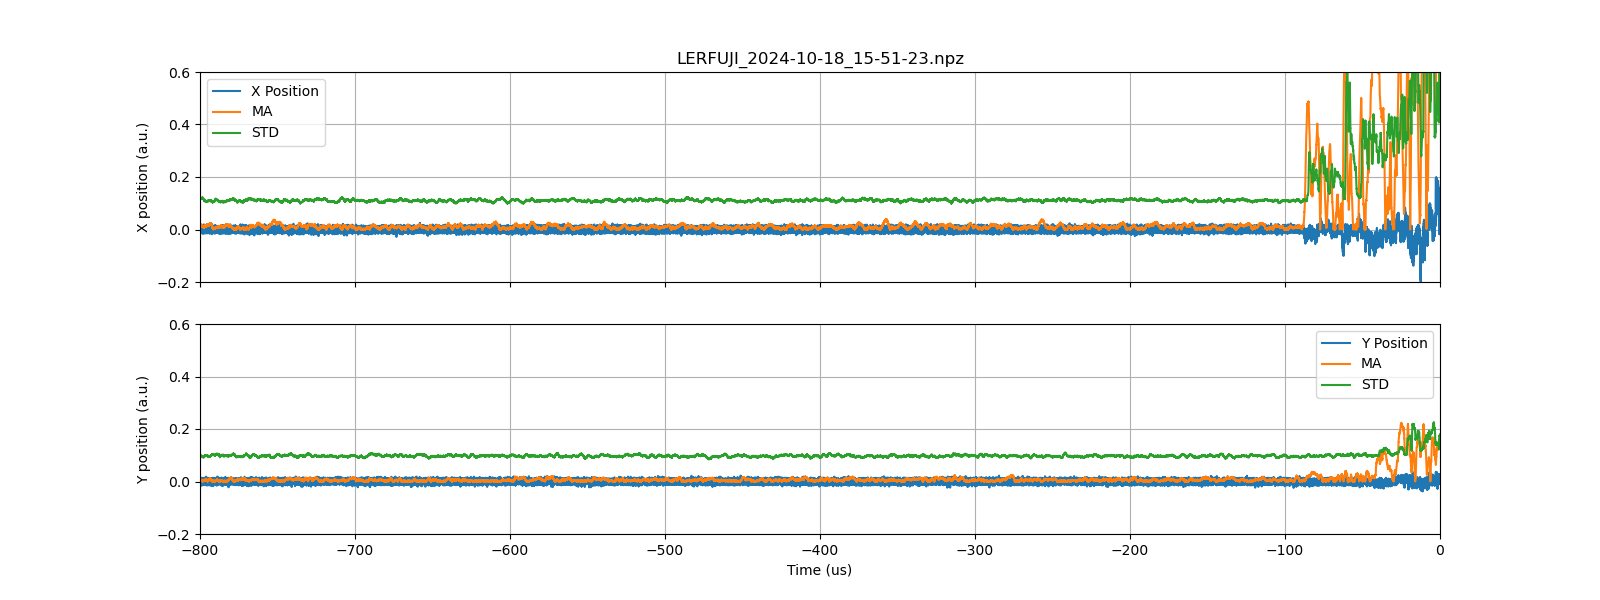 LERFUJI_2024-10-18_15-51-23.npz
X position (a.u.)
0.6
0.4
0.2
0.0
−0.2
X Position
MA
STD
Y position (a.u.)
0.6
0.4
0.2
0.0
−0.2
Y Position
MA
STD
−800 −700 −600 −500 −400 −300 −200 −100 0
Time (us)